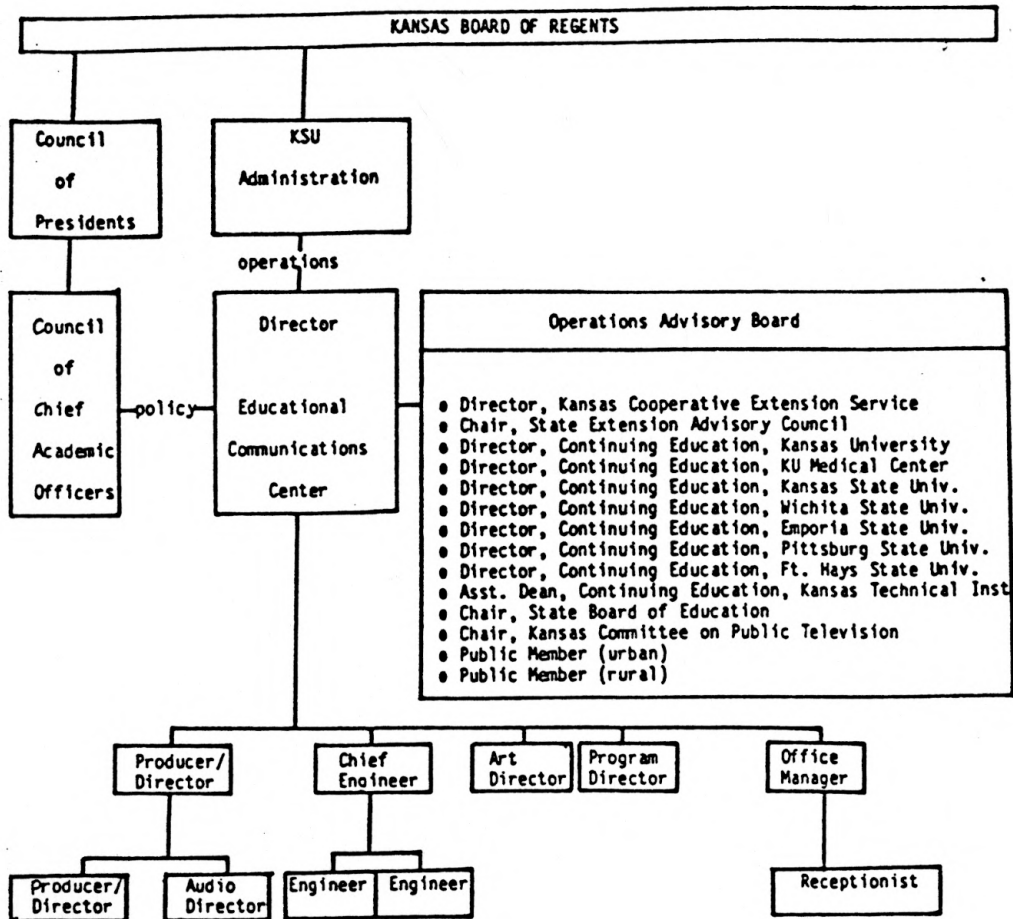 KANSAS BOARD OF REGENTS
Council
of
Presidents
KSU
Administration
operations
Council
of
Chief
Academic
Officers
policy
Director
Educational
Communications
Center
Operations Advisory Board
• Director, Kansas Cooperative Extension Service
• Chair, State Extension Advisory Council
• Director, Continuing Education, Kansas University
• Director, Continuing Education, KU Medical Center
• Director, Continuing Education, Kansas State Univ.
• Director, Continuing Education, Wichita State Univ.
• Director, Continuing Education, Emporia State Univ.
• Director, Continuing Education, Pittsburg State Univ.
• Director, Continuing Education, Ft. Hays State Univ.
• Asst. Dean, Continuing Education, Kansas Technical Inst
• Chair, State Board of Education
• Chair, Kansas Committee on Public Television
• Public Member (urban)
• Public Member (rural)
Producer/
Director
Chief
Engineer
Art
Director
Program
Director
Office
Manager
Producer/
Director
Audio
Director
Engineer
Engineer
Receptionist